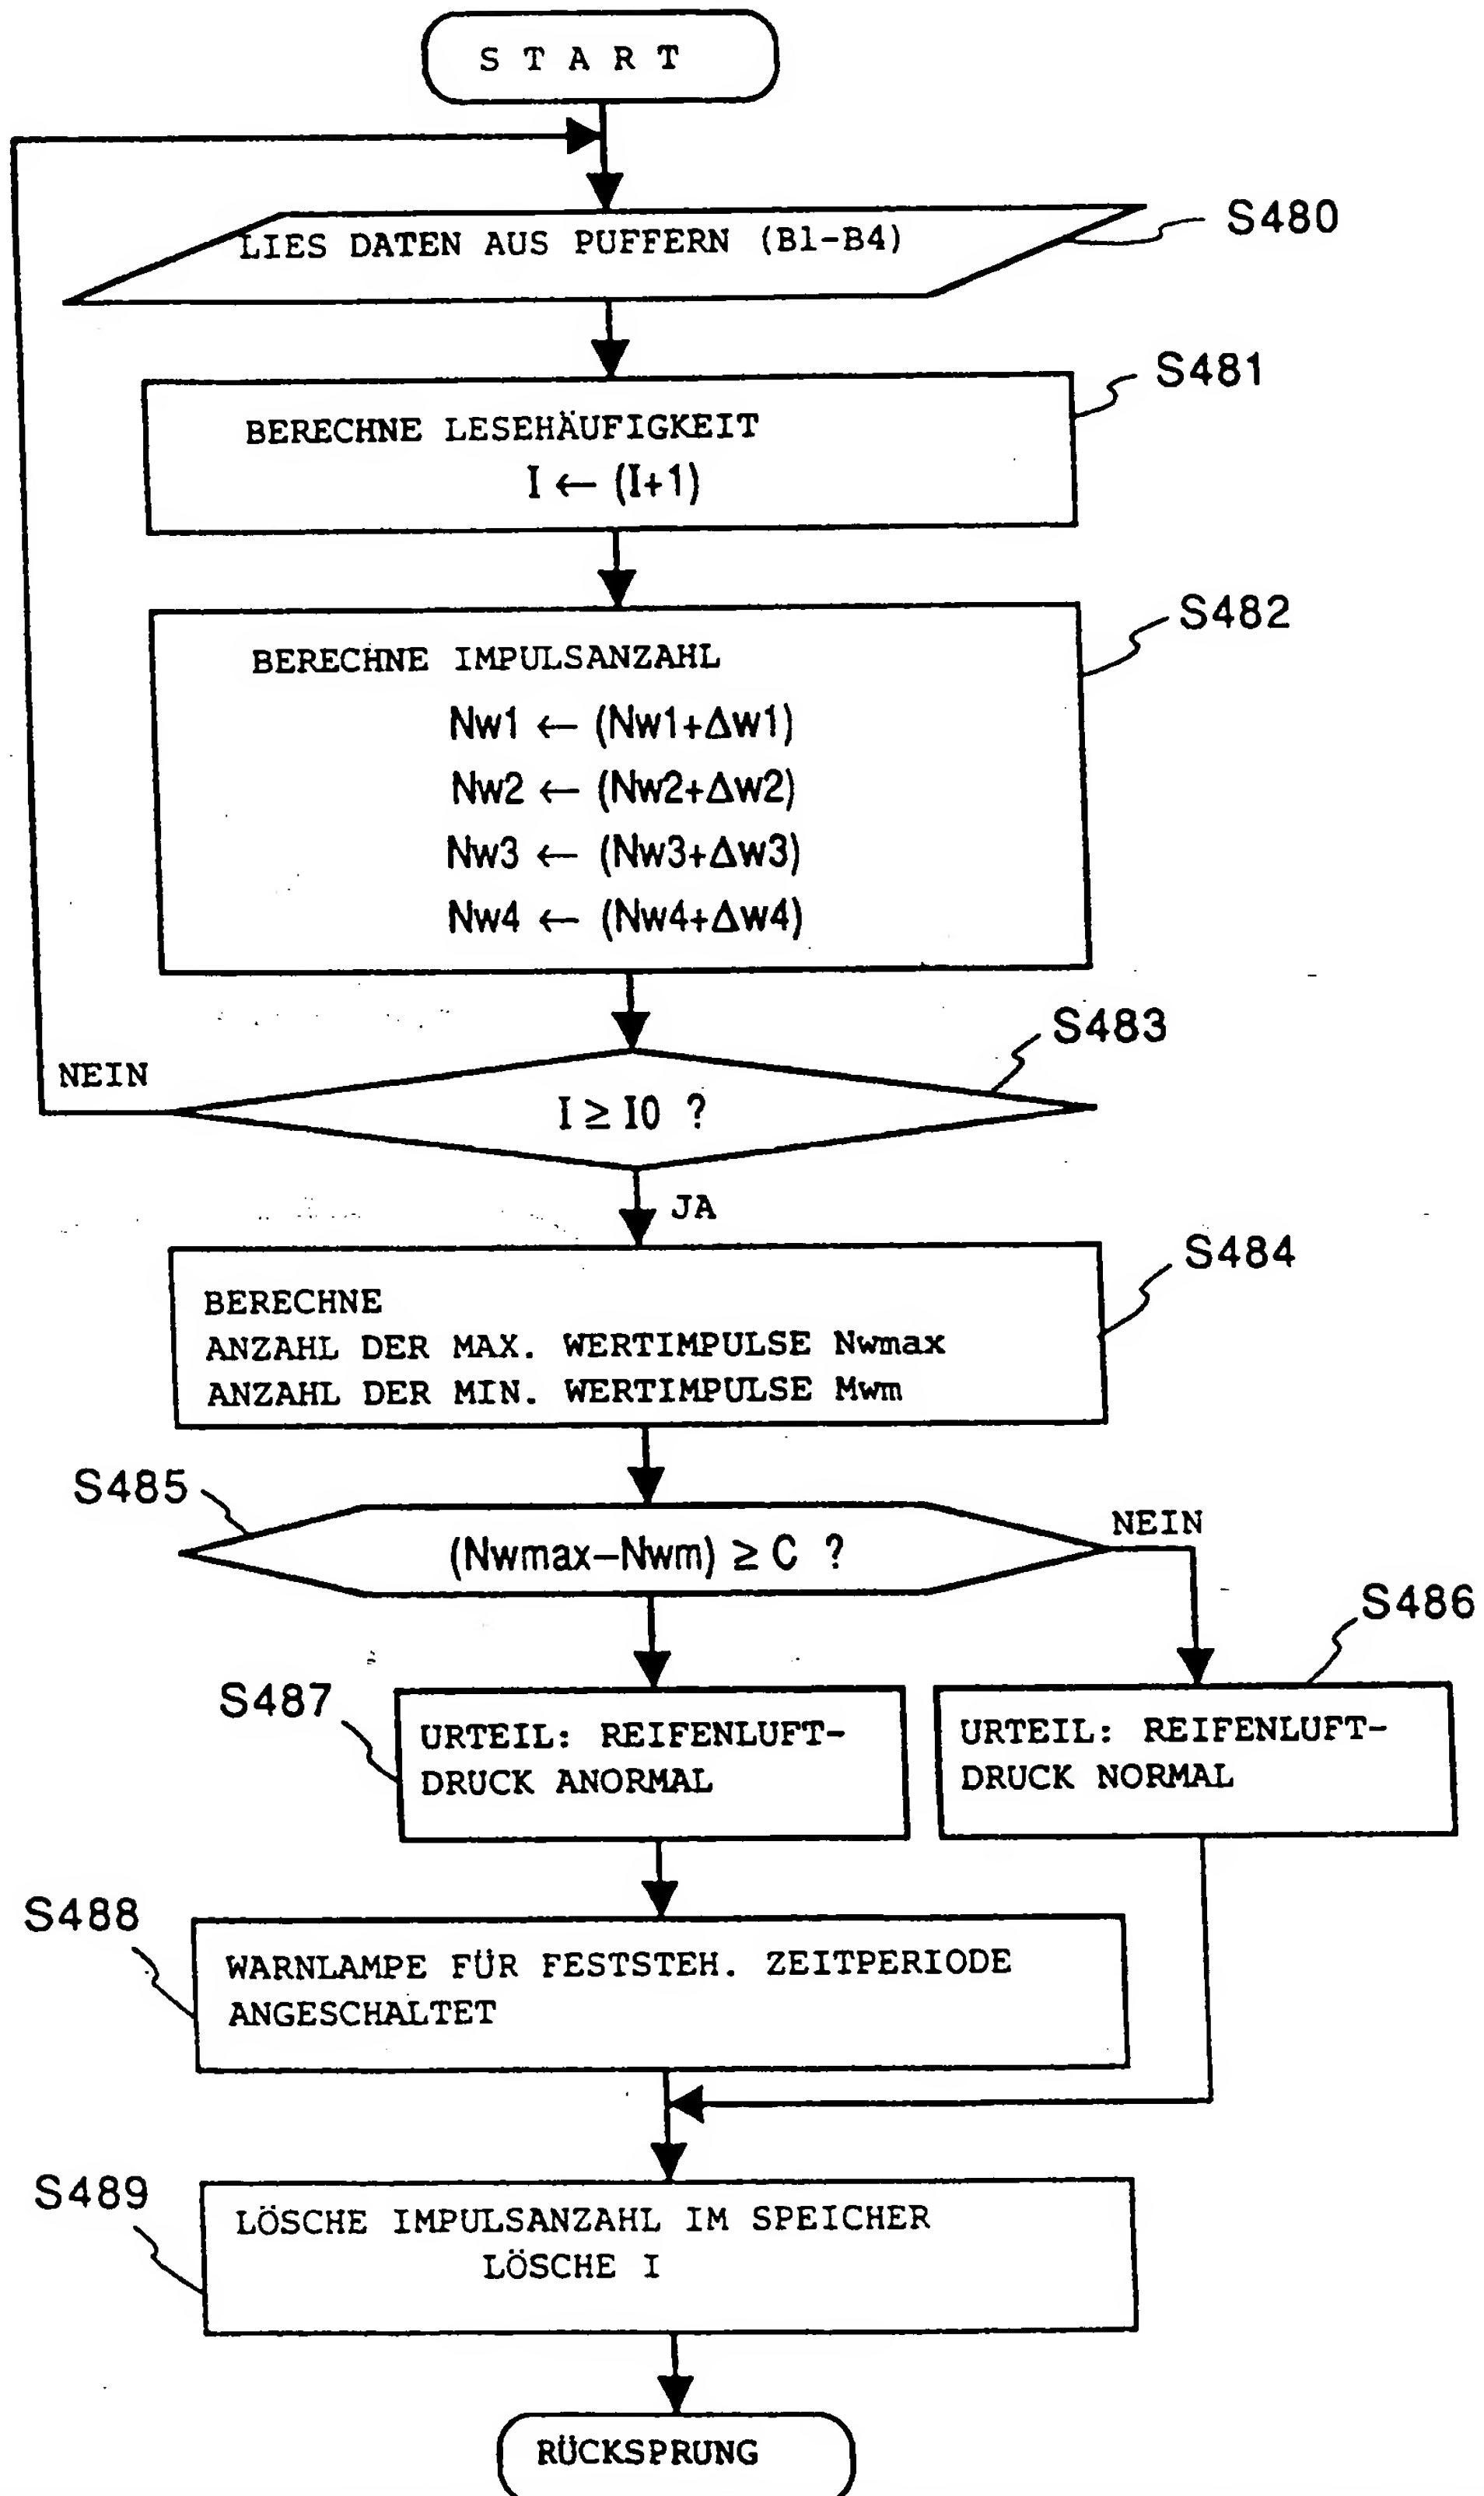 START
LIES DATEN AUS PUFFERN (B1-B4)
S480
S481
BERECHNE LESEHÄUFIGKEIT
I ← (I+1)
S482
BERECHNE IMPULSANZAHL
Nw1 ← (Nw1+Δw1)
Nw2 ← (Nw2+Δw2)
Nw3 ← (Nw3+Δw3)
Nw4 ← (Nw4+Δw4)
S483
NEIN
I ≥ I0 ?
JA
S484
BERECHNE
ANZAHL DER MAX. WERTIMPULSE Nwmax
ANZAHL DER MIN. WERTIMPULSE Mwm
S485
(Nwmax–Nwm) ≥ C ?
NEIN
S486
S487
URTEIL: REIFENLUFT-
DRUCK ANORMAL
URTEIL: REIFENLUFT-
DRUCK NORMAL
S488
WARNLAMPE FÜR FESTSTEH. ZEITPERIODE
ANGESCHALTET
S489
LÖSCHE IMPULSANZAHL IM SPEICHER
LÖSCHE I
RÜCKSPRUNG